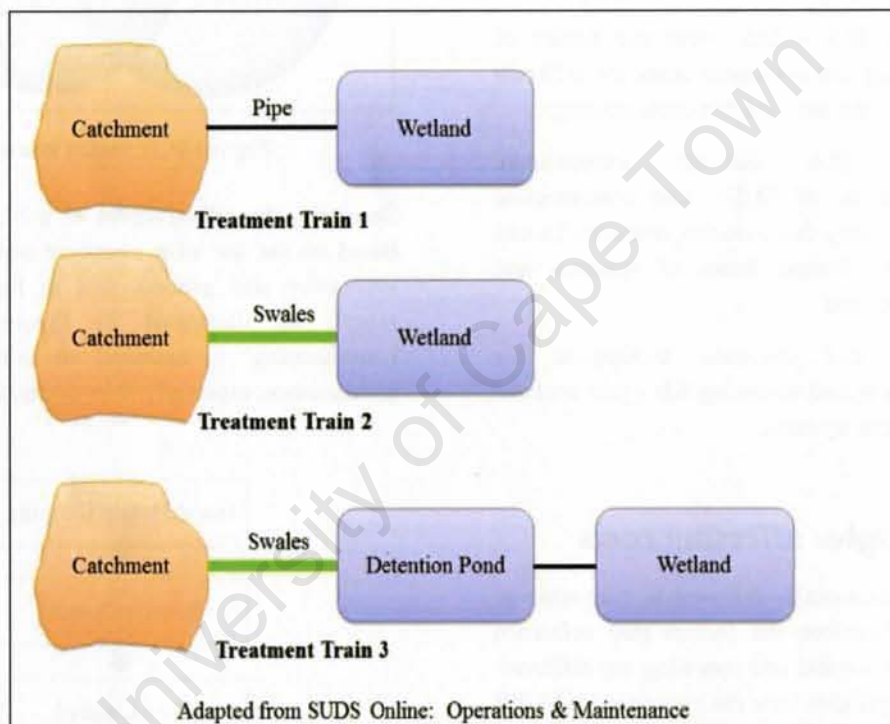 Pipe
Catchment
Wetland
Treatment Train 1
Swales
Catchment
Wetland
Treatment Train 2
Swales
Catchment
Detention Pond
Wetland
Treatment Train 3
Adapted from SUDS Online: Operations & Maintenance
University of Cape Town